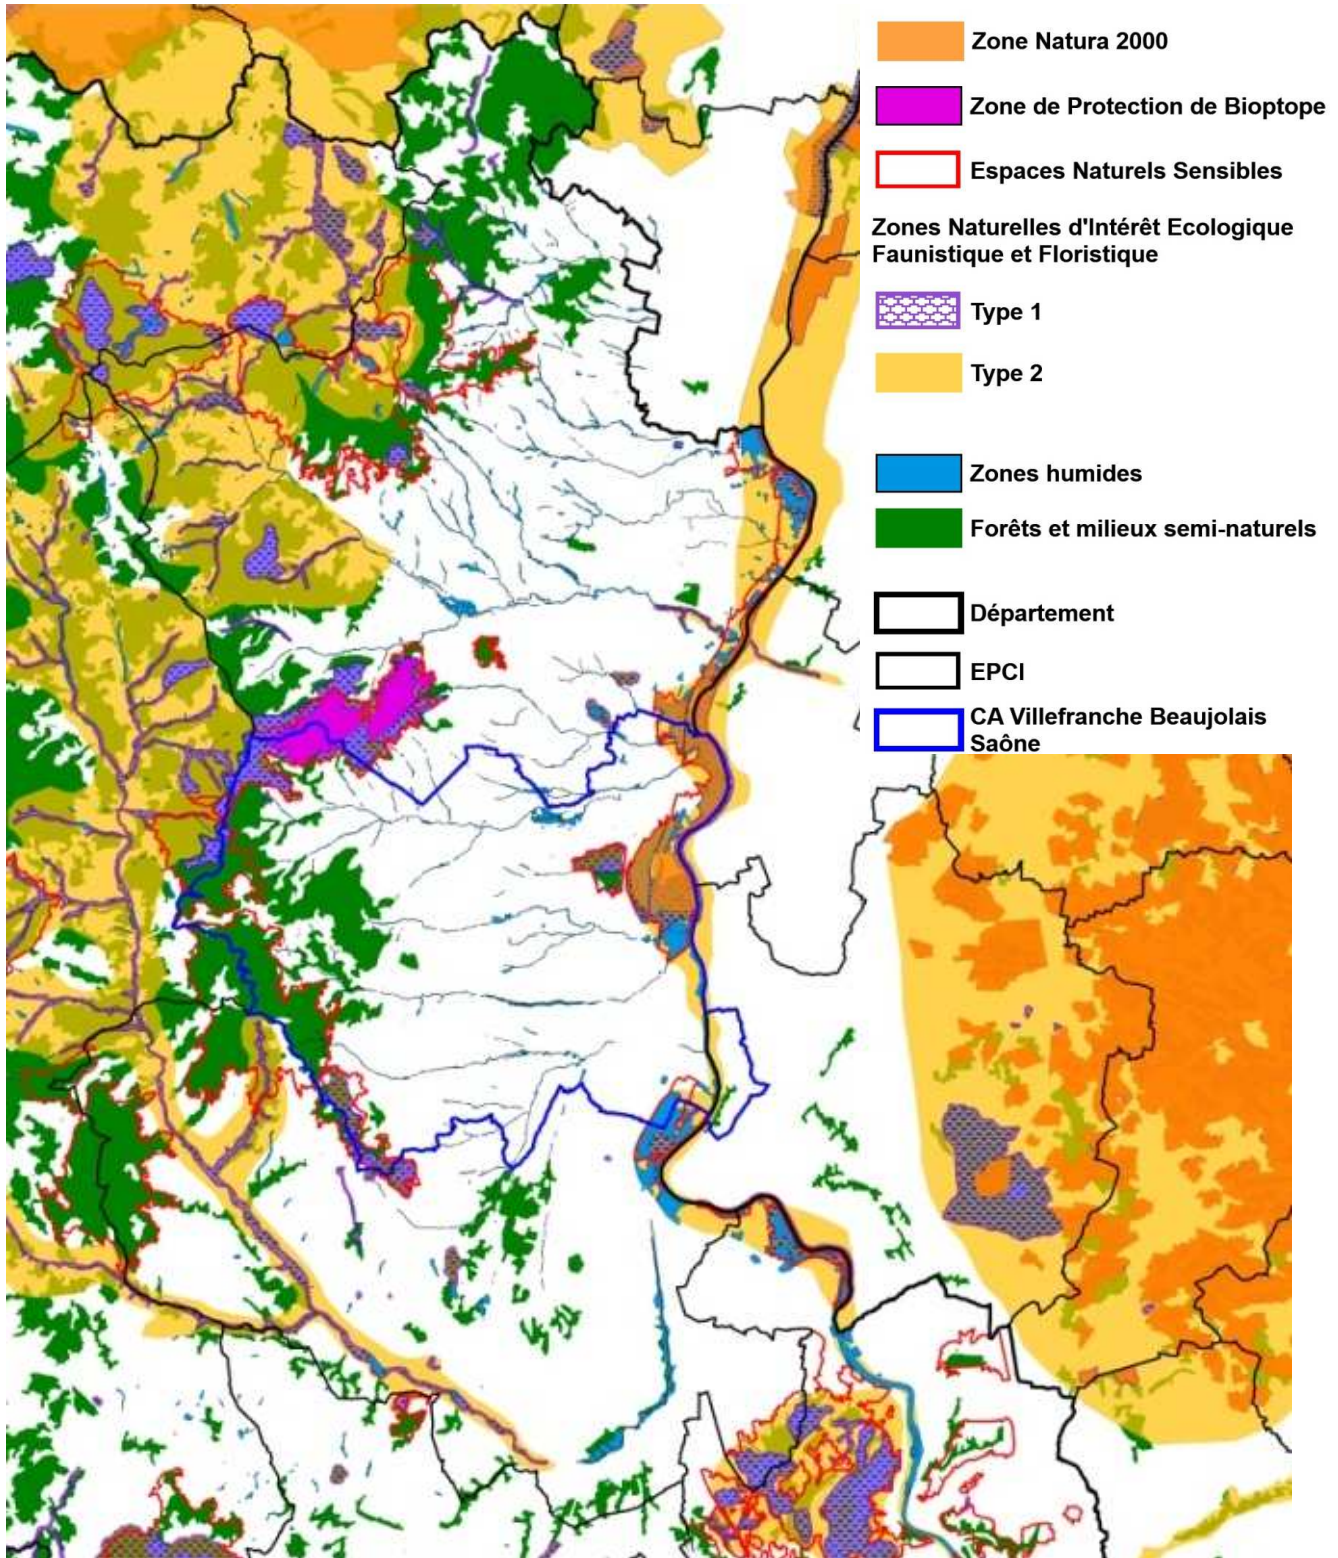 Zone Natura 2000
Zone de Protection de Bioptope
Espaces Naturels Sensibles
Zones Naturelles d'Intérêt Ecologique
Faunistique et Floristique
Type 1
Type 2
Zones humides
Forêts et milieux semi-naturels
Département
EPCI
CA Villefranche Beaujolais
Saône